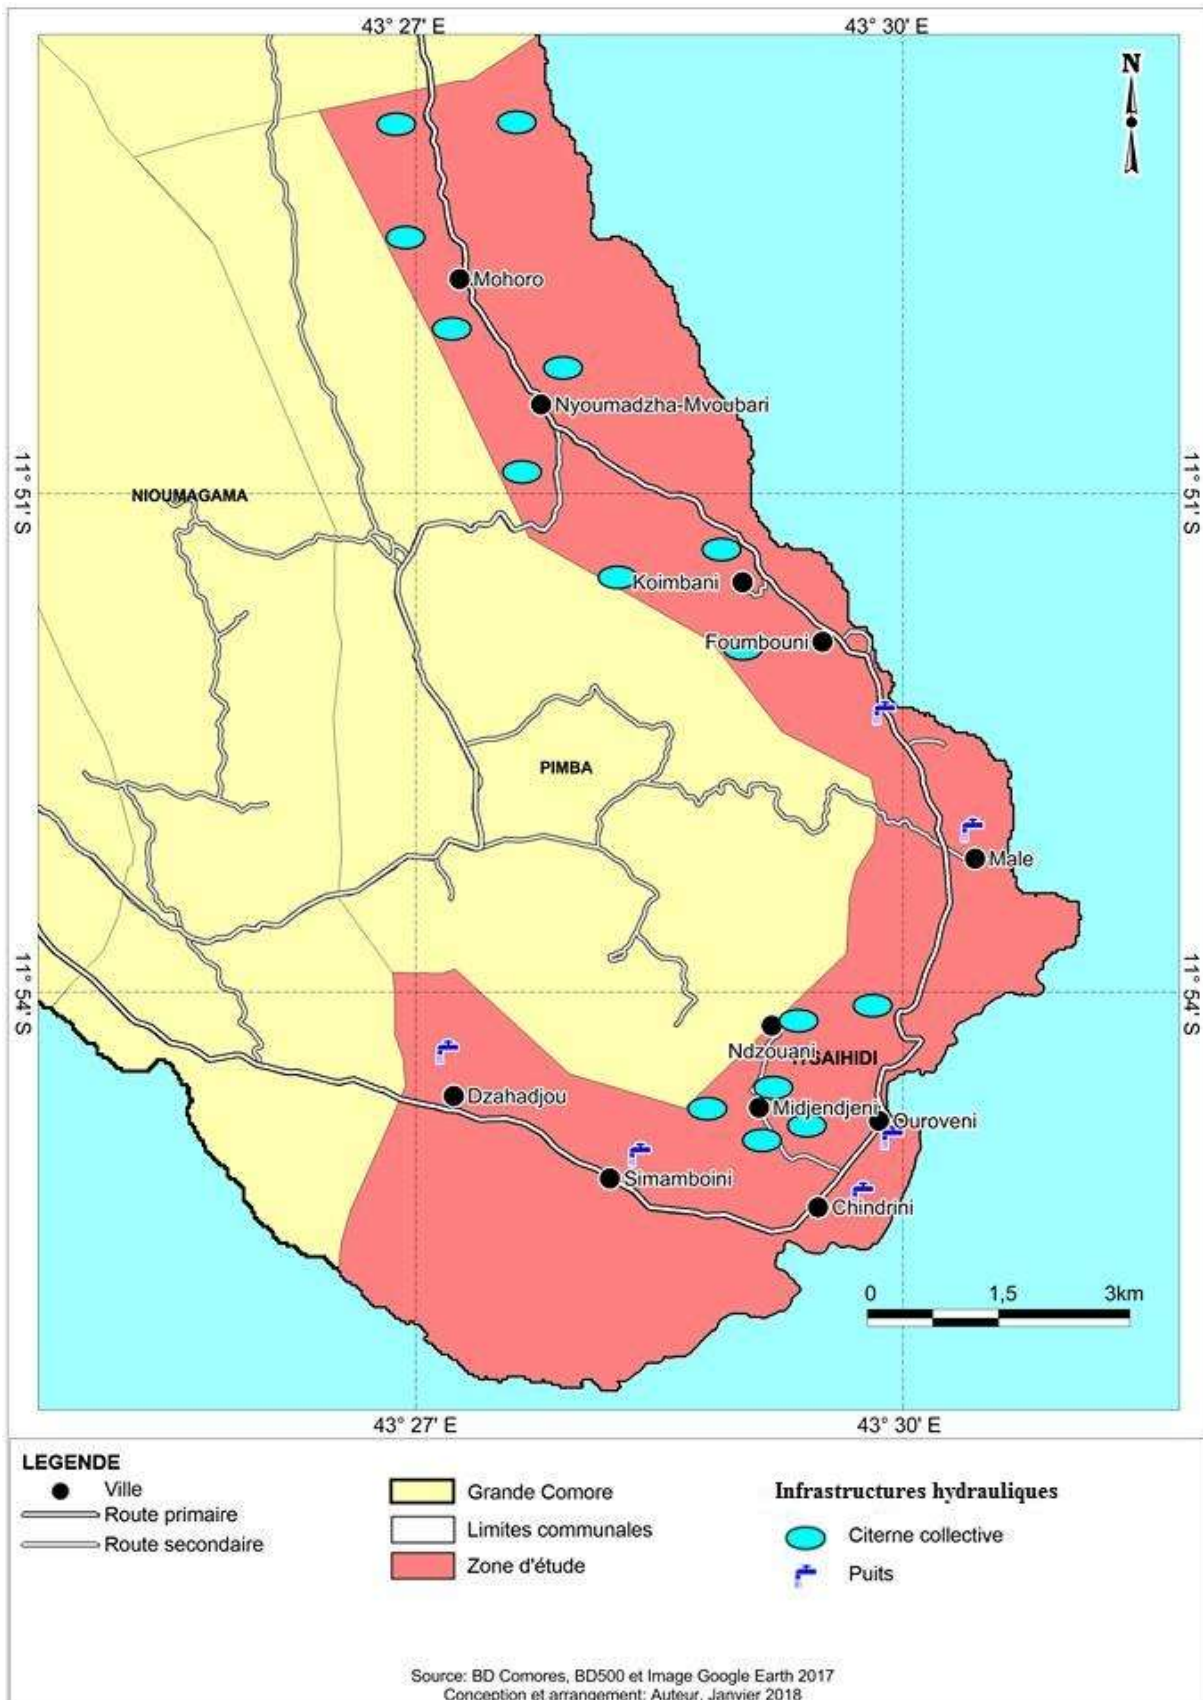 43° 27' E
43° 30' E
N
Mohoro
Nyoumadzha-Mvoubari
11° 51' S
11° 51' S
NIOUMAGAMA
Koimbani
Foumbouni
PIMBA
Male
11° 54' S
11° 54' S
Ndzouani
ITSAIHIDI
Dzahadjou
Midjendjeni
Ouroveni
Simamboini
Chindrini
0 1,5 3km
43° 27' E
43° 30' E
LEGENDE
Ville
Route primaire
Route secondaire
Grande Comore
Limites communales
Zone d'étude
Infrastructures hydrauliques
Citerne collective
Puits
Source: BD Comores, BD500 et Image Google Earth 2017
Conception et arrangement: Auteur, Janvier 2018